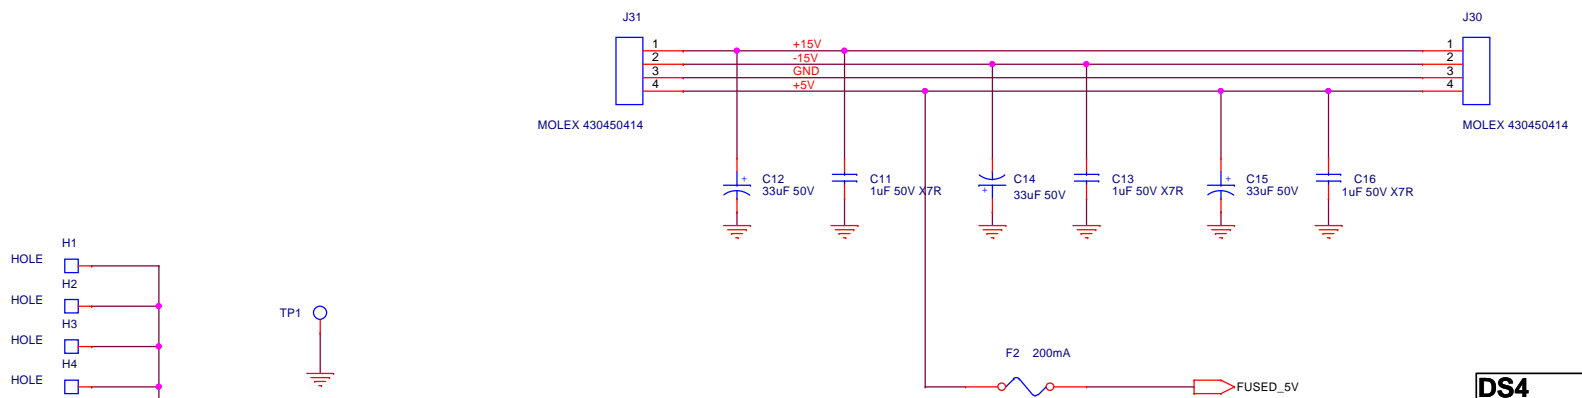 J31
J30
1
+15V
1
2
-15V
2
3
GND
3
4
+5V
4
MOLEX 430450414
MOLEX 430450414
+
C12
33uF 50V
C11
1uF 50V X7R
C14
+
33uF 50V
C13
1uF 50V X7R
+
C15
33uF 50V
C16
1uF 50V X7R
H1
HOLE
H2
HOLE
H3
HOLE
H4
HOLE
TP1
F2 200mA
FUSED_5V
DS4